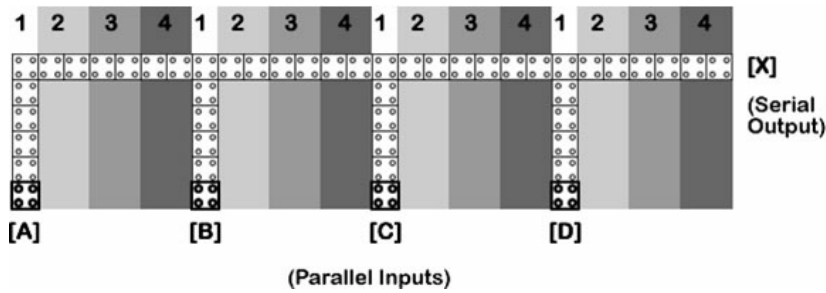 1 2 3 4 1 2 3 4 1 2 3 4 1 2 3 4
[X]
(Serial
Output)
[A] [B] [C] [D]
(Parallel Inputs)